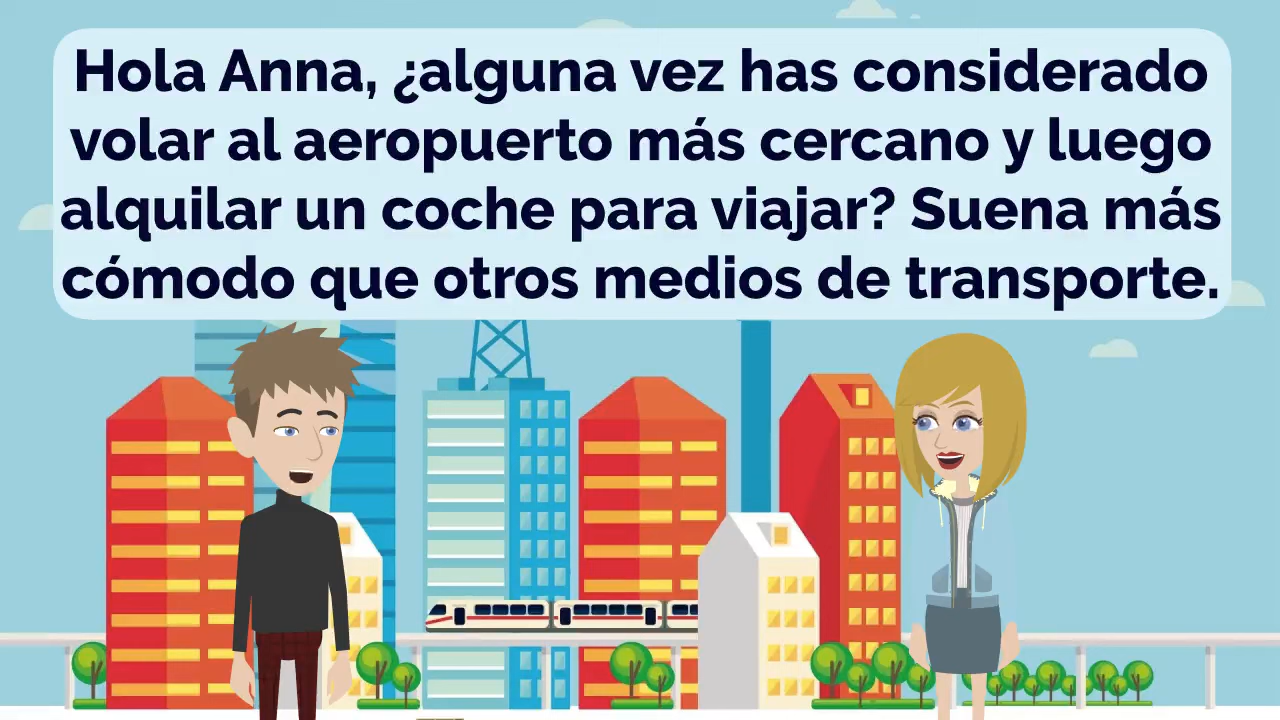 Hola Anna, ¿alguna vez has considerado
volar al aeropuerto más cercano y luego
alquilar un coche para viajar? Suena más
cómodo que otros medios de transporte.